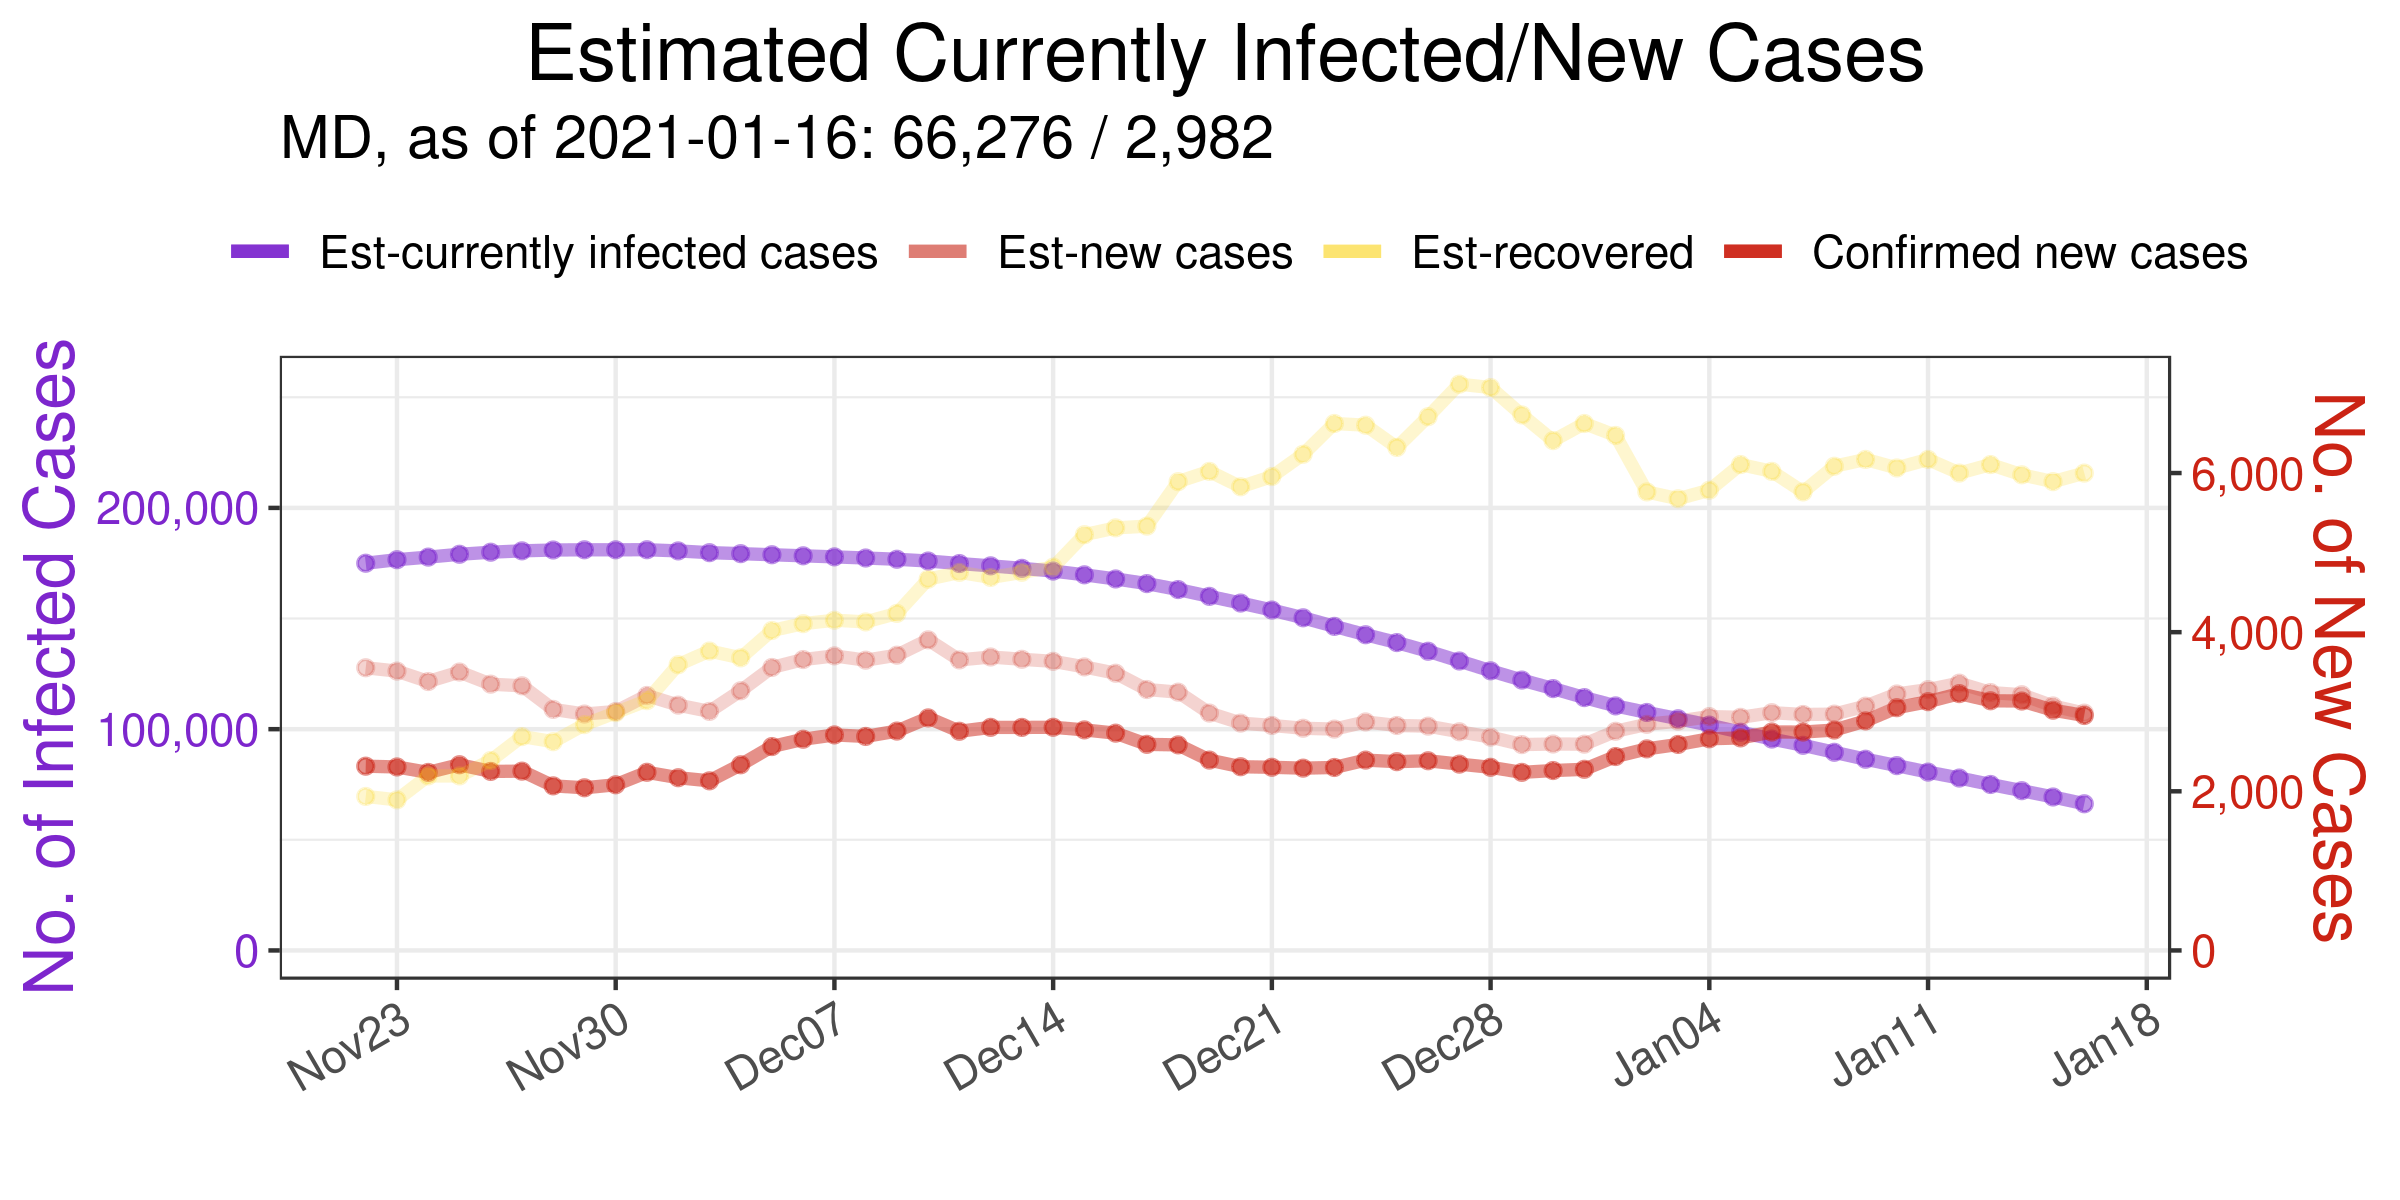 Estimated Currently Infected/New Cases
MD, as of 2021-01-16: 66,276 / 2,982
Est-currently infected cases Est-new cases Est-recovered Confirmed new cases
No. of Infected Cases
200,000
100,000
0
6,000
4,000
2,000
0
No. of New Cases
Nov23 Nov30 Dec07 Dec14 Dec21 Dec28 Jan04 Jan11 Jan18